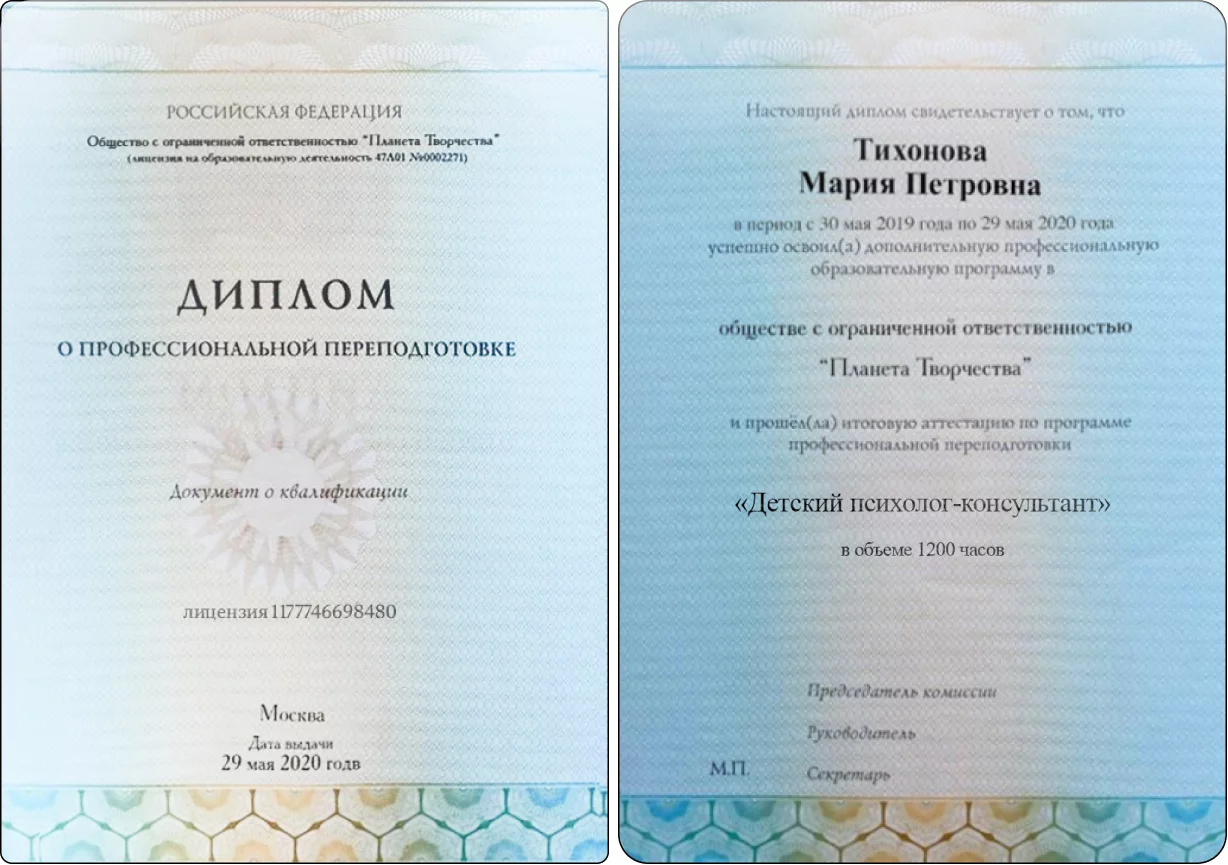 РОССИЙСКАЯ ФЕДЕРАЦИЯ
Общество с ограниченной ответственностью "Планета Творчества"
(лицензия на образовательную деятельность 47Л01 №0002271)
ДИПЛОМ
О ПРОФЕССИОНАЛЬНОЙ ПЕРЕПОДГОТОВКЕ
Документ о квалификации
лицензия 1177746698480
Москва
Дата выдачи
29 мая 2020 годв
Настоящий диплом свидетельствует о том, что
Тихонова
Мария Петровна
в период с 30 мая 2019 года по 29 мая 2020 года
успешно освоил(а) дополнительную профессиональную
образовательную программу в
обществе с ограниченной ответственностью
"Планета Творчества"
и прошёл(ла) итоговую аттестацию по программе
профессиональной переподготовки
«Детский психолог-консультант»
в объеме 1200 часов
Председатель комиссии
Руководитель
М.П. Секретарь